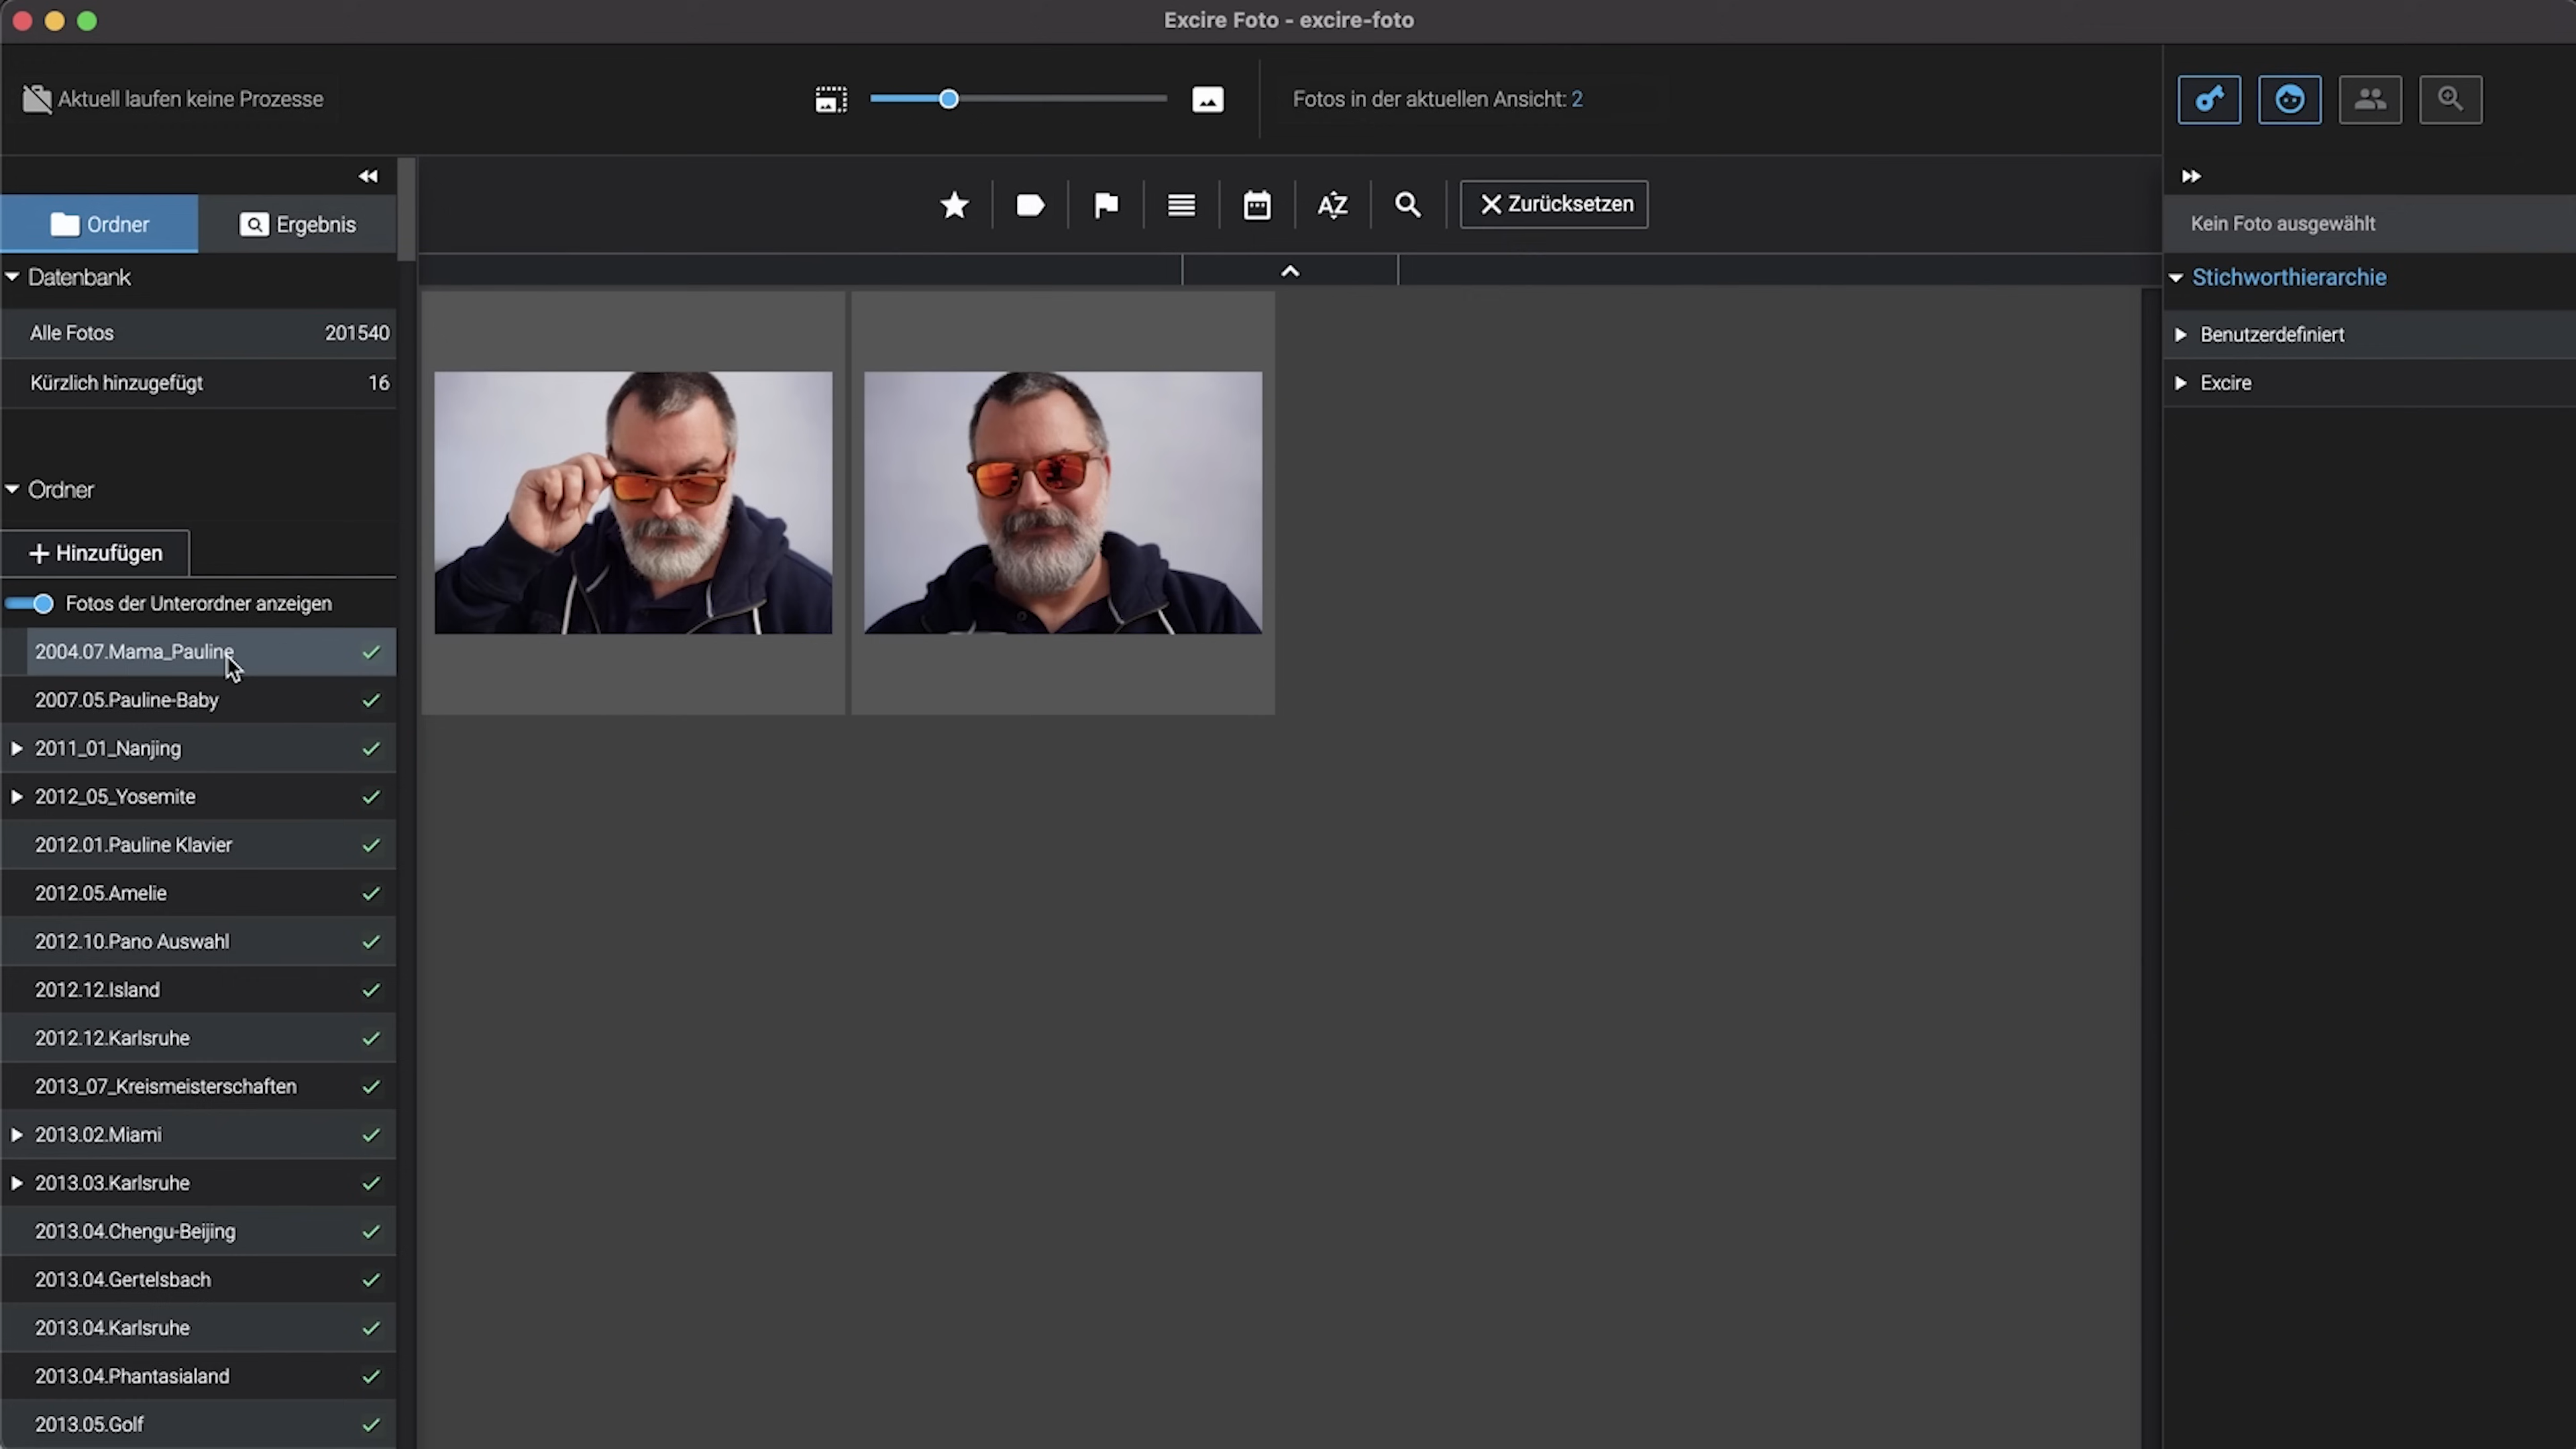 Excire Foto - excire-foto
Aktuell laufen keine Prozesse
Fotos in der aktuellen Ansicht: 2
Ordner
Ergebnis
AZ
Zurücksetzen
Kein Foto ausgewählt
Datenbank
Stichworthierarchie
Alle Fotos 201540
Benutzerdefiniert
Kürzlich hinzugefügt 16
Excire
Ordner
Hinzufügen
Fotos der Unterordner anzeigen
2004.07.Mama_Pauline
2007.05.Pauline-Baby
2011_01_Nanjing
2012_05_Yosemite
2012.01.Pauline Klavier
2012.05.Amelie
2012.10.Pano Auswahl
2012.12.Island
2012.12.Karlsruhe
2013_07_Kreismeisterschaften
2013.02.Miami
2013.03.Karlsruhe
2013.04.Chengu-Beijing
2013.04.Gertelsbach
2013.04.Karlsruhe
2013.04.Phantasialand
2013.05.Golf